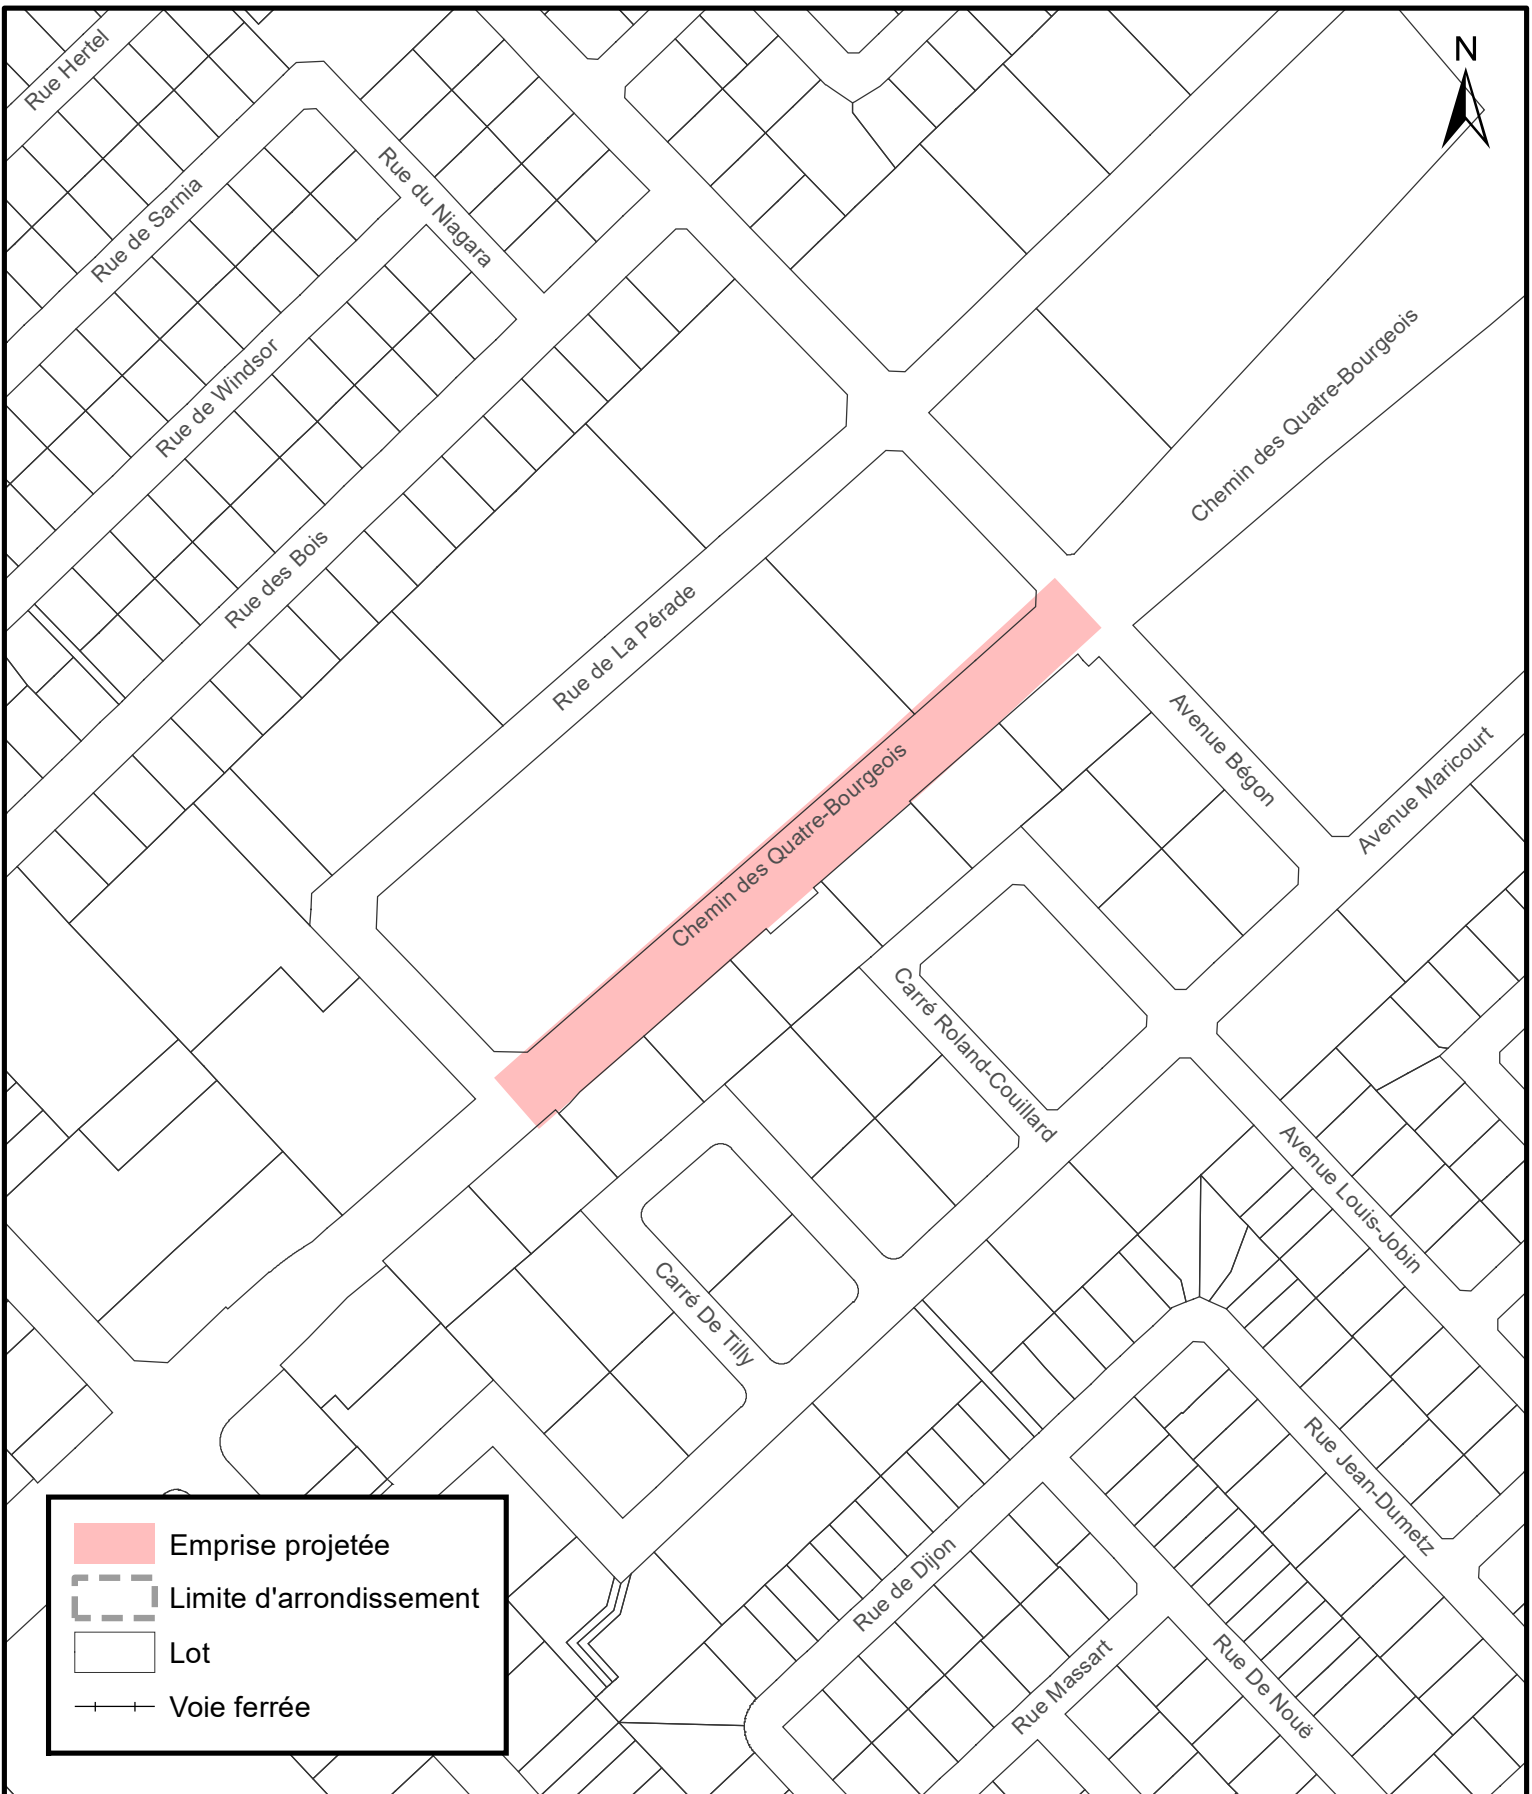 Rue Hertel
N
Rue de Sarnia
Rue du Niagara
Rue de Windsor
Chemin des Quatre-Bourgeois
Rue des Bois
Rue de La Pérade
Avenue Bégon
Avenue Maricourt
Chemin des Quatre-Bourgeois
Carré Roland-Couillard
Avenue Louis-Jobin
Carré De Tilly
Rue Jean-Dumetz
Rue de Dijon
Rue Massart
Rue De Nouë
Emprise projetée
Limite d'arrondissement
Lot
Voie ferrée